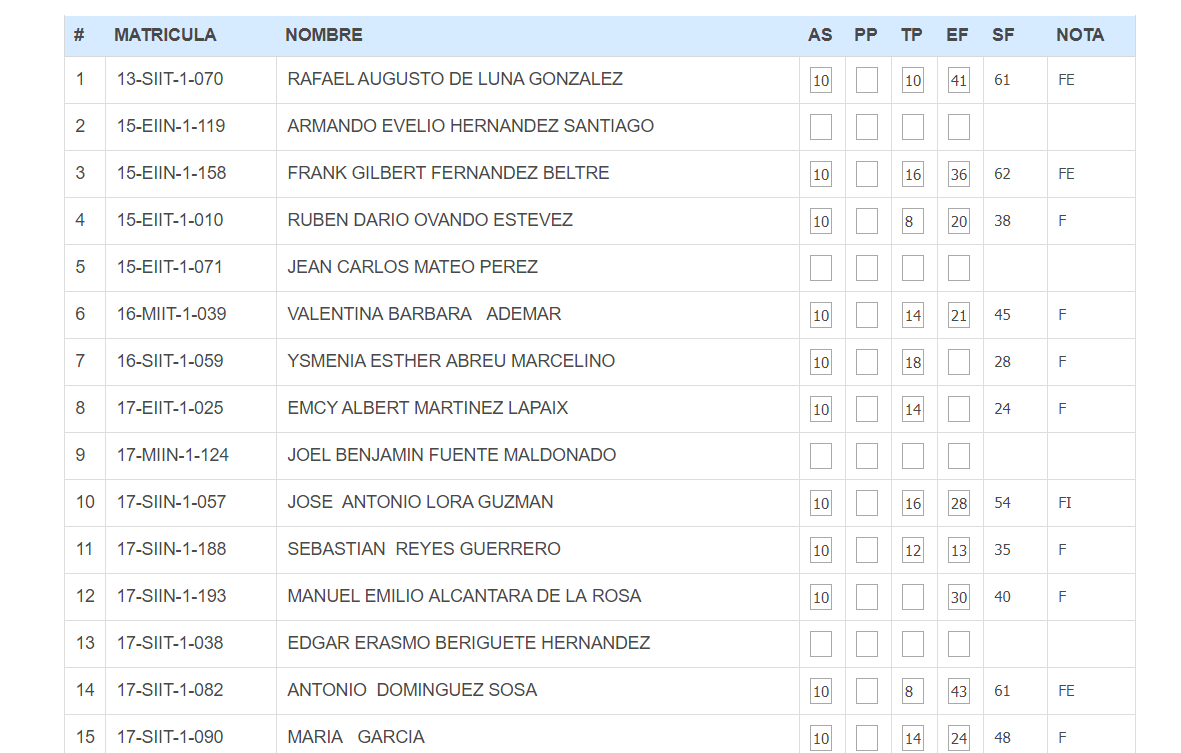 # MATRICULA NOMBRE AS PP TP EF SF NOTA
1 13-SIIT-1-070 RAFAEL AUGUSTO DE LUNA GONZALEZ 10 10 41 61 FE
2 15-EIIN-1-119 ARMANDO EVELIO HERNANDEZ SANTIAGO
3 15-EIIN-1-158 FRANK GILBERT FERNANDEZ BELTRE 10 16 36 62 FE
4 15-EIIT-1-010 RUBEN DARIO OVANDO ESTEVEZ 10 8 20 38 F
5 15-EIIT-1-071 JEAN CARLOS MATEO PEREZ
6 16-MIIT-1-039 VALENTINA BARBARA ADEMAR 10 14 21 45 F
7 16-SIIT-1-059 YSMENIA ESTHER ABREU MARCELINO 10 18 28 F
8 17-EIIT-1-025 EMCY ALBERT MARTINEZ LAPAIX 10 14 24 F
9 17-MIIN-1-124 JOEL BENJAMIN FUENTE MALDONADO
10 17-SIIN-1-057 JOSE ANTONIO LORA GUZMAN 10 16 28 54 FI
11 17-SIIN-1-188 SEBASTIAN REYES GUERRERO 10 12 13 35 F
12 17-SIIN-1-193 MANUEL EMILIO ALCANTARA DE LA ROSA 10 30 40 F
13 17-SIIT-1-038 EDGAR ERASMO BERIGUETE HERNANDEZ
14 17-SIIT-1-082 ANTONIO DOMINGUEZ SOSA 10 8 43 61 FE
15 17-SIIT-1-090 MARIA GARCIA 10 14 24 48 F